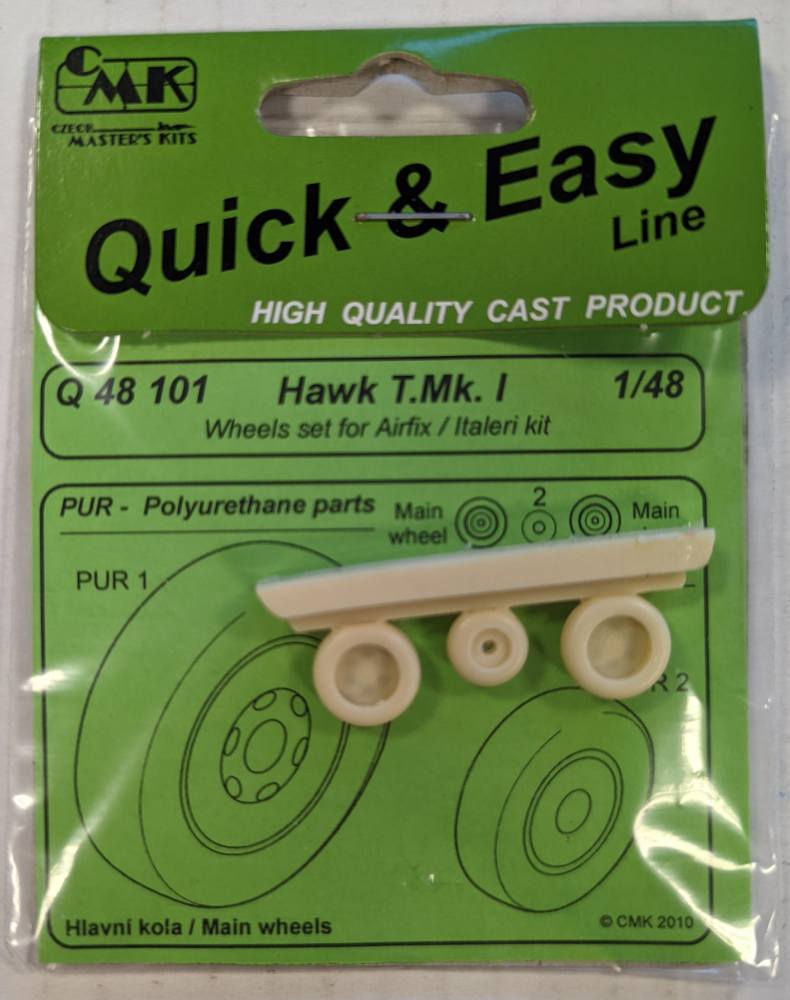 CMK
CZECH
MASTER'S KITS
Quick & Easy
Line
HIGH QUALITY CAST PRODUCT
Q 48 101 Hawk T.Mk. I 1/48
Wheels set for Airfix / Italeri kit
PUR - Polyurethane parts
Main
wheel
2
Main
PUR 1
R 2
Hlavní kola / Main wheels
© CMK 2010